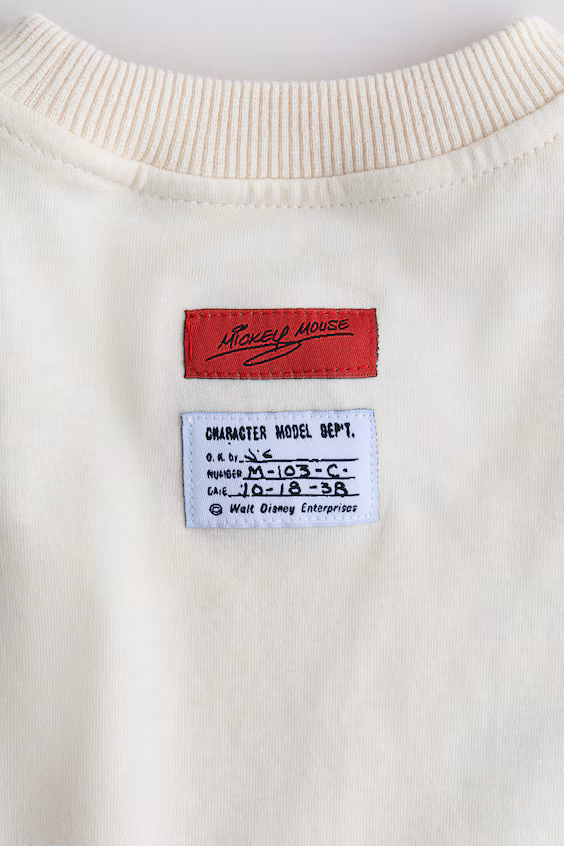 MICKEY MOUSE
CHARACTER MODEL DEP'T.
O.K. by J.G
NUMBER M-103-C-
DATE 10-18-38
© Walt Disney Enterprises